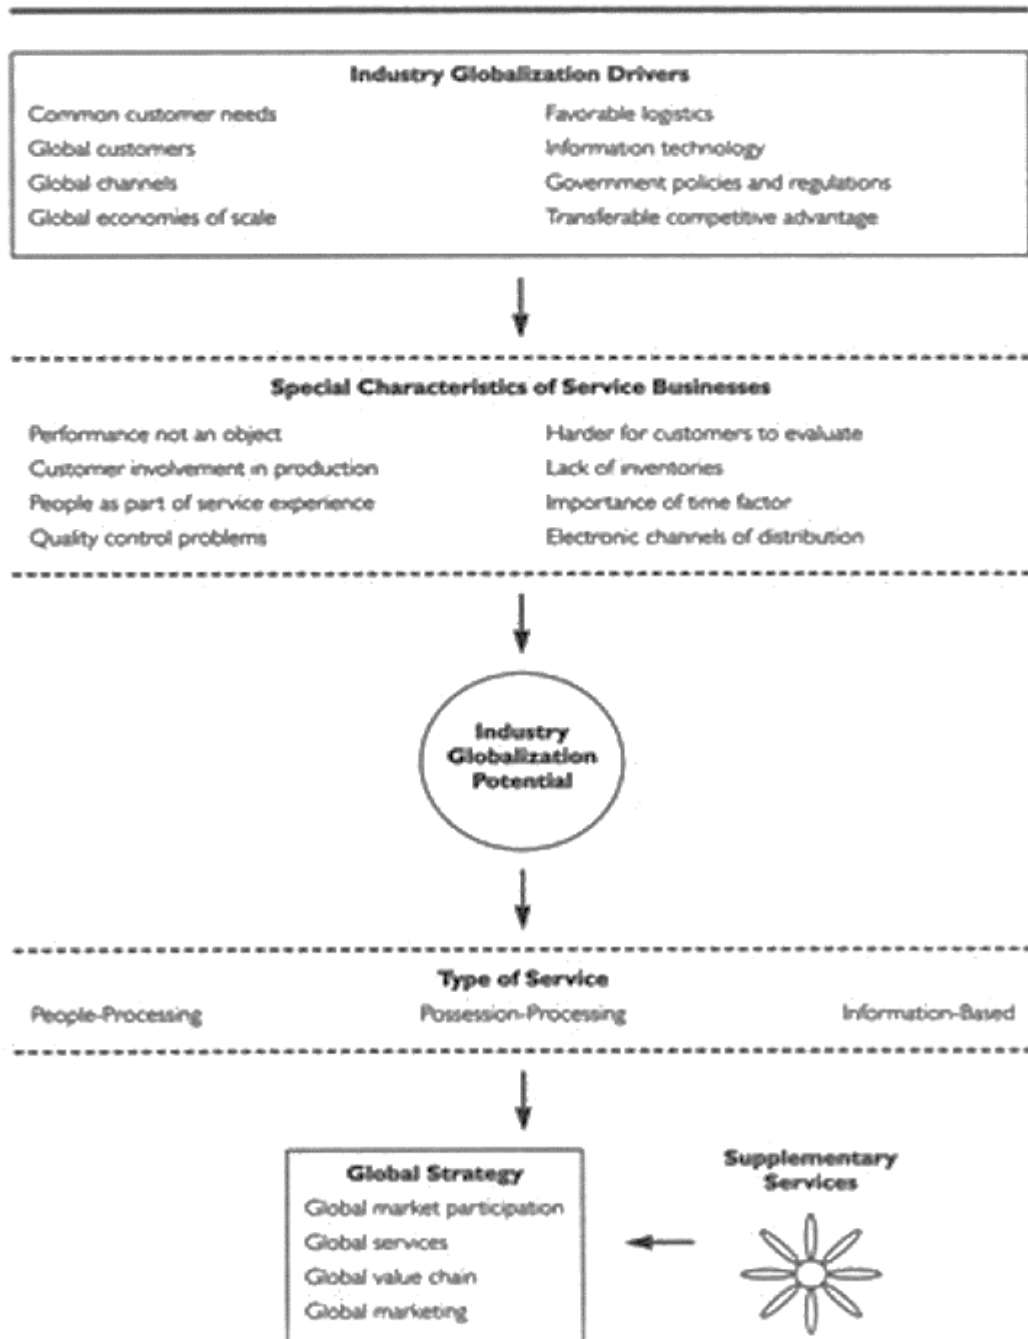 Industry Globalization Drivers
Common customer needs
Global customers
Global channels
Global economies of scale
Favorable logistics
Information technology
Government policies and regulations
Transferable competitive advantage
Special Characteristics of Service Businesses
Performance not an object
Customer involvement in production
People as part of service experience
Quality control problems
Harder for customers to evaluate
Lack of inventories
Importance of time factor
Electronic channels of distribution
Industry
Globalization
Potential
Type of Service
People-Processing
Possession-Processing
Information-Based
Global Strategy
Global market participation
Global services
Global value chain
Global marketing
Supplementary
Services